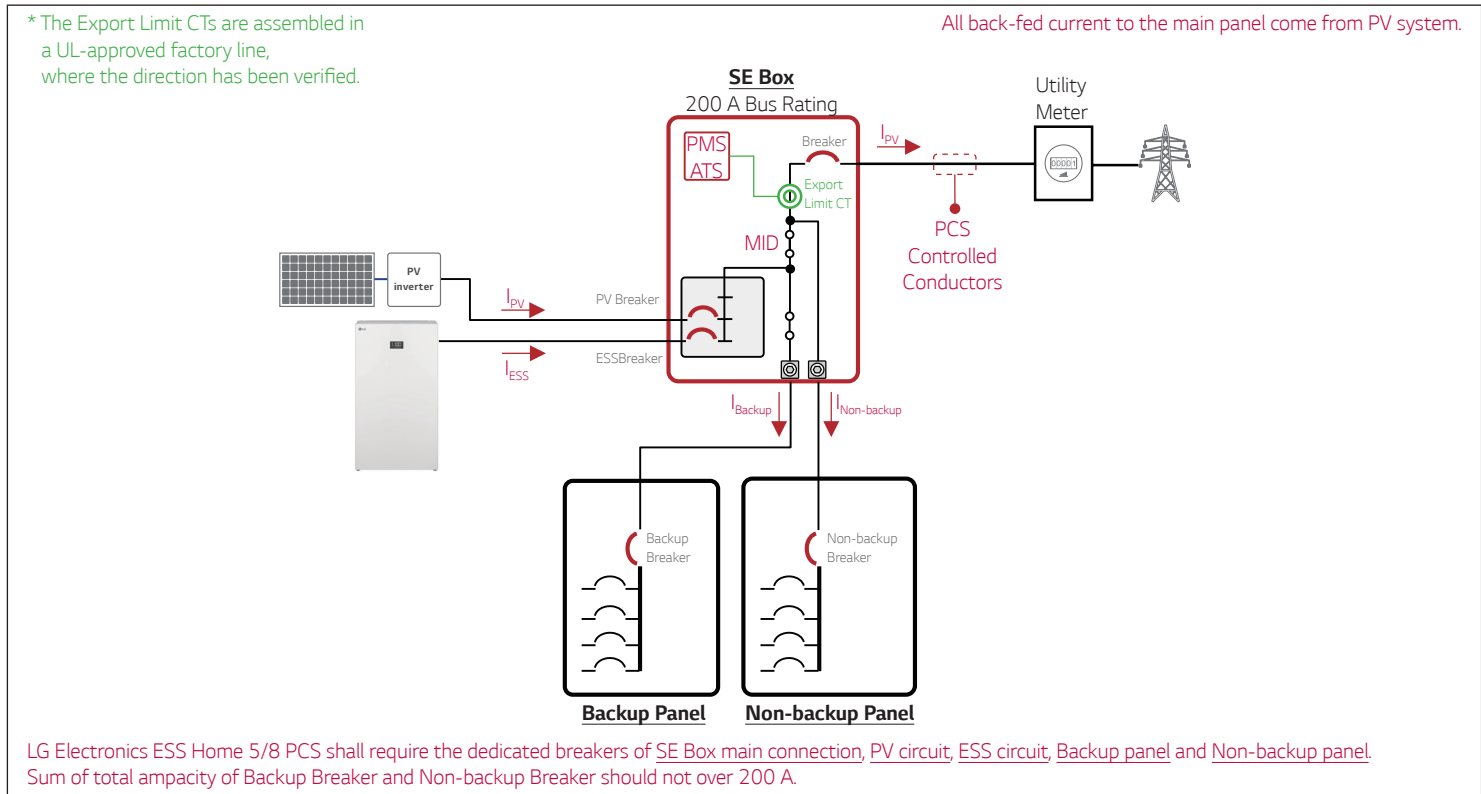 * The Export Limit CTs are assembled in
a UL-approved factory line,
where the direction has been verified.
All back-fed current to the main panel come from PV system.
SE Box
200 A Bus Rating
Utility
Meter
PMS
ATS
Breaker
IPV
00001
Export
Limit CT
MID
PCS
Controlled
Conductors
PV
inverter
IPV
PV Breaker
IESS
ESSBreaker
IBackup
INon-backup
Backup
Breaker
Non-backup
Breaker
Backup Panel
Non-backup Panel
LG Electronics ESS Home 5/8 PCS shall require the dedicated breakers of SE Box main connection, PV circuit, ESS circuit, Backup panel and Non-backup panel.
Sum of total ampacity of Backup Breaker and Non-backup Breaker should not over 200 A.